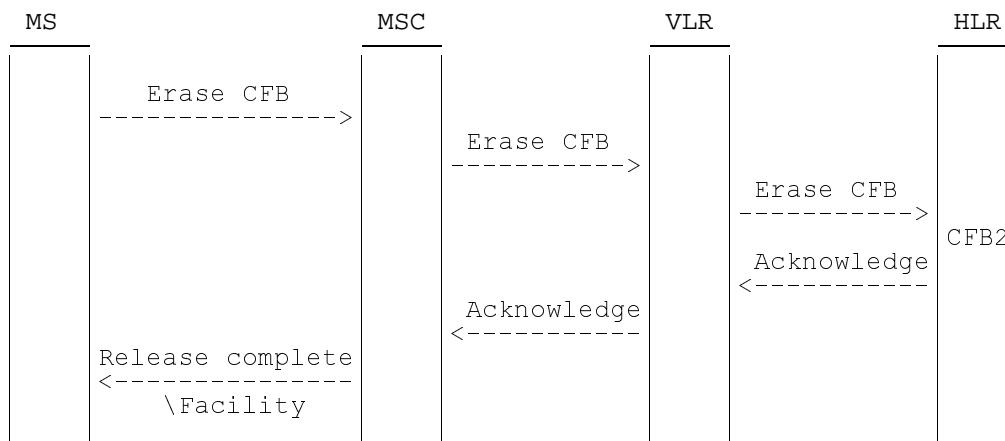 MS MSC VLR HLR
Erase CFB
Erase CFB
Erase CFB
CFB2
Acknowledge
Acknowledge
Release complete
\Facility